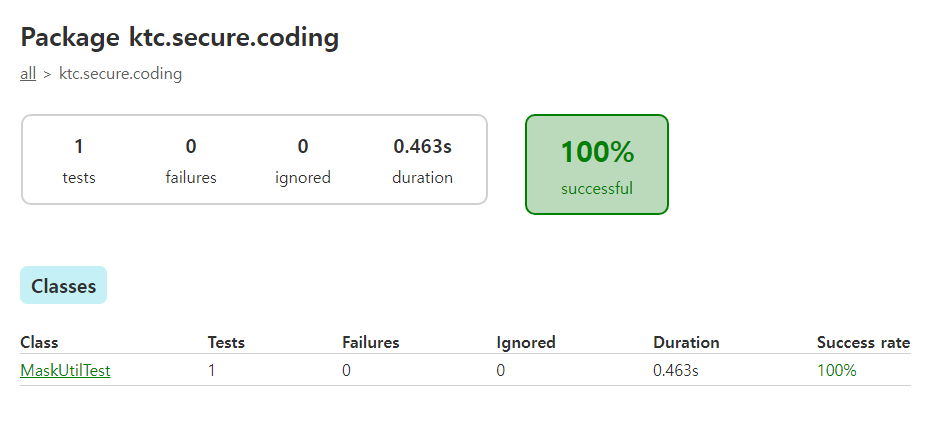 Package ktc.secure.coding
all > ktc.secure.coding
1 0 0 0.463s
tests failures ignored duration
100%
successful
Classes
Class Tests Failures Ignored Duration Success rate
MaskUtilTest 1 0 0 0.463s 100%